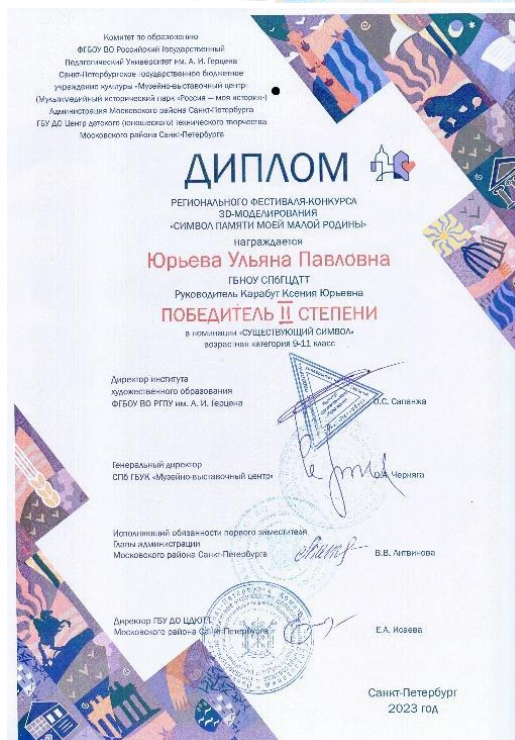 Комитет по образованию
ФГБОУ ВО Российский Государственный
Педагогический Университет им. А. И. Герцена
Санкт-Петербургское государственное бюджетное
учреждение культуры «Музейно-выставочный центр»
(Мультимедийный исторический парк «Россия — моя история»)
Администрация Московского района Санкт-Петербурга
ГБУ ДО Центр детского (юношеского) технического творчества
Московского района Санкт-Петербурга
ДИПЛОМ
РЕГИОНАЛЬНОГО ФЕСТИВАЛЯ-КОНКУРСА
3D-МОДЕЛИРОВАНИЯ
«СИМВОЛ ПАМЯТИ МОЕЙ МАЛОЙ РОДИНЫ»
награждается
Юрьева Ульяна Павловна
ГБНОУ СПбГЦДТТ
Руководитель Карабут Ксения Юрьевна
ПОБЕДИТЕЛЬ II СТЕПЕНИ
в номинации «СУЩЕСТВУЮЩИЙ СИМВОЛ»
возрастная категория 9-11 класс
Директор института
художественного образования
ФГБОУ ВО РГПУ им. А. И. Герцена
О.С. Сапанжа
Генеральный директор
СПб ГБУК «Музейно-выставочный центр»
О.А. Черняга
Исполняющий обязанности первого заместителя
Главы администрации
Московского района Санкт-Петербурга
В.В. Литвинова
Директор ГБУ ДО ЦДЮТТ
Московского района Санкт-Петербурга
Е.А. Исаева
Санкт-Петербург
2023 год